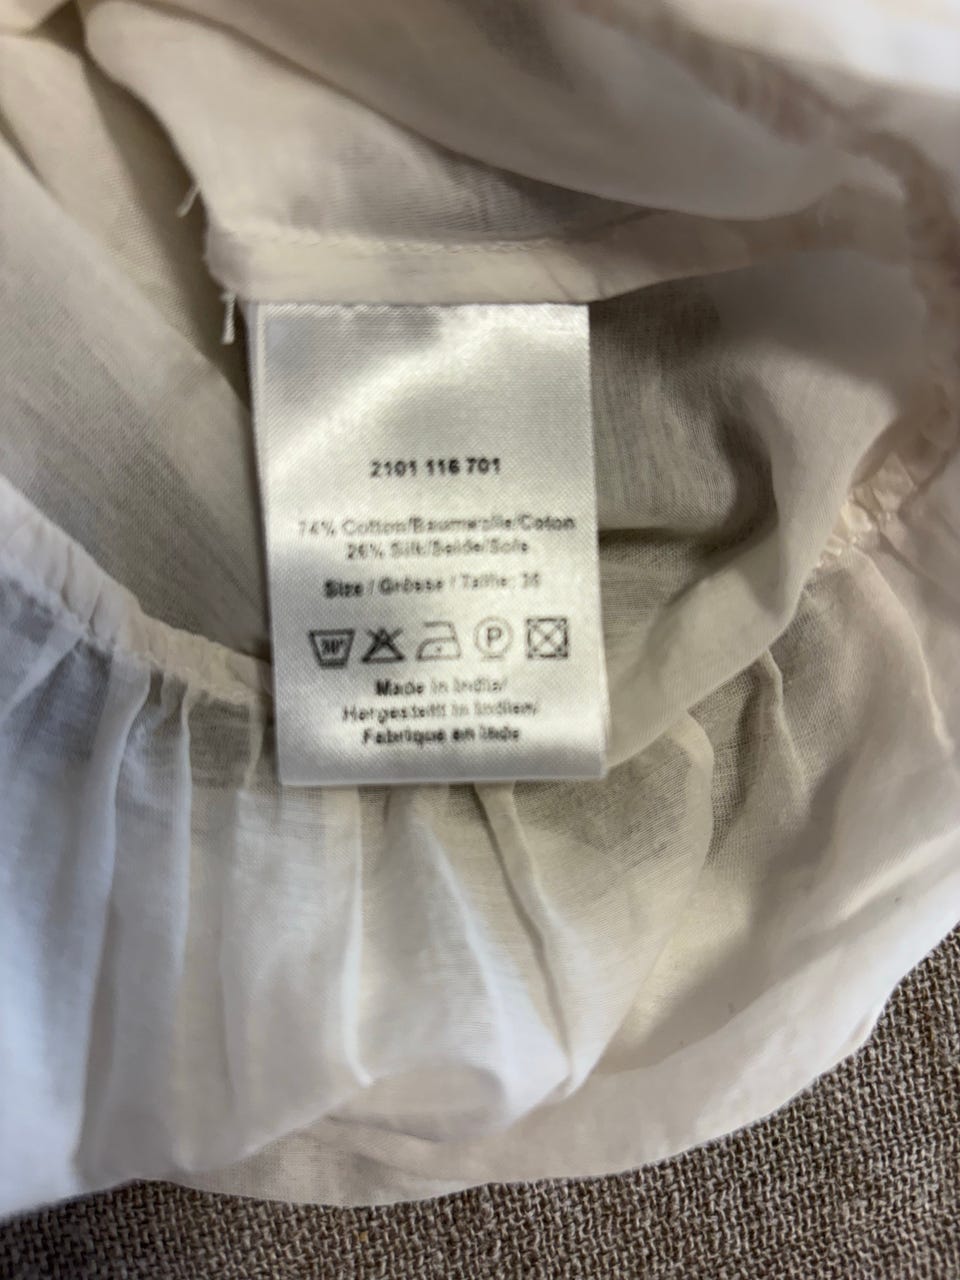 2101 116 701
74% Cotton/Baumwolle/Coton
26% Silk/Seide/Soie
Size / Grösse / Taille: 36
30°
P
Made in India/
Hergestellt in Indien/
Fabriqué en Inde